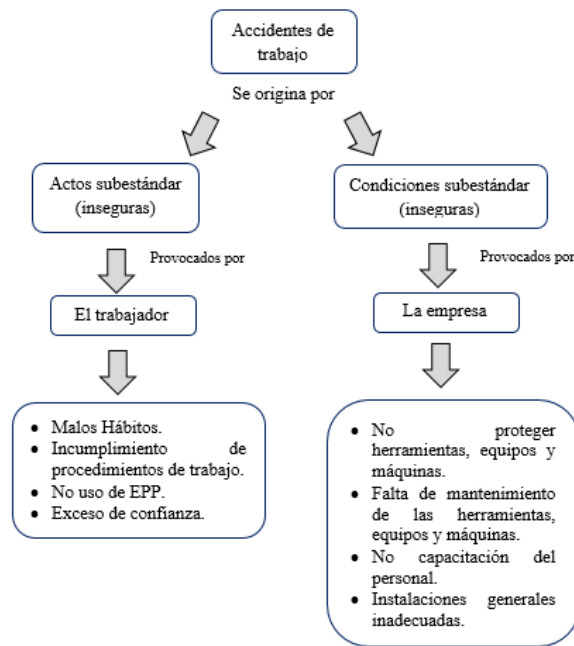 Accidentes de
trabajo
Se origina por
Actos subestándar
(inseguras)
Condiciones subestándar
(inseguras)
Provocados por
Provocados por
El trabajador
La empresa
• Malos Hábitos.
• Incumplimiento de
procedimientos de trabajo.
• No uso de EPP.
• Exceso de confianza.
• No proteger
herramientas, equipos y
máquinas.
• Falta de mantenimiento
de las herramientas,
equipos y máquinas.
• No capacitación del
personal.
• Instalaciones generales
inadecuadas.